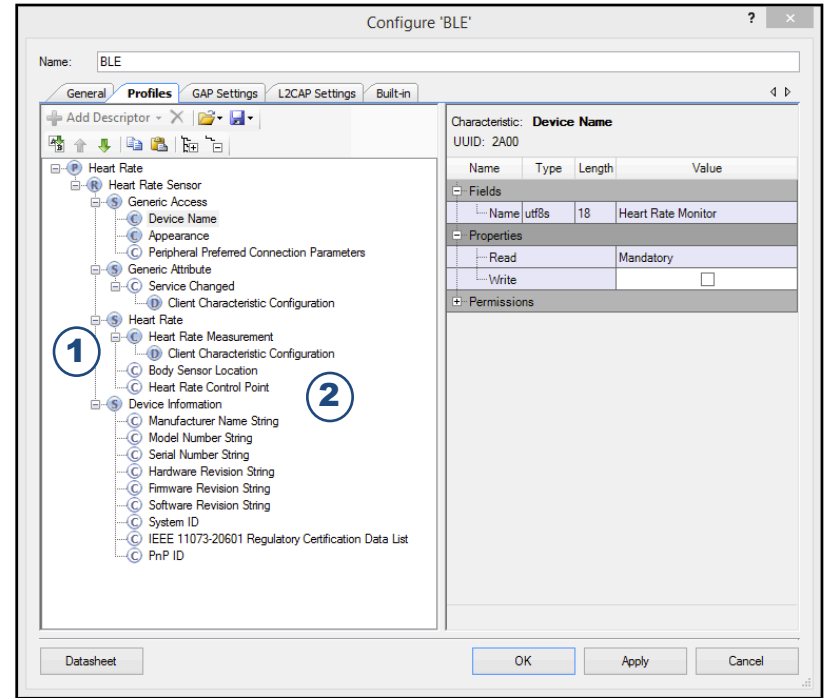 Configure 'BLE'
? ×
Name: BLE
General Profiles GAP Settings L2CAP Settings Built-in
Add Descriptor
P Heart Rate
R Heart Rate Sensor
S Generic Access
C Device Name
C Appearance
C Peripheral Preferred Connection Parameters
S Generic Attribute
C Service Changed
D Client Characteristic Configuration
S Heart Rate
C Heart Rate Measurement
D Client Characteristic Configuration
C Body Sensor Location
C Heart Rate Control Point
S Device Information
C Manufacturer Name String
C Model Number String
C Serial Number String
C Hardware Revision String
C Firmware Revision String
C Software Revision String
C System ID
C IEEE 11073-20601 Regulatory Certification Data List
C PnP ID
1
2
Characteristic: Device Name
UUID: 2A00
Name Type Length Value
Fields
Name utf8s 18 Heart Rate Monitor
Properties
Read Mandatory
Write
Permissions
Datasheet OK Apply Cancel